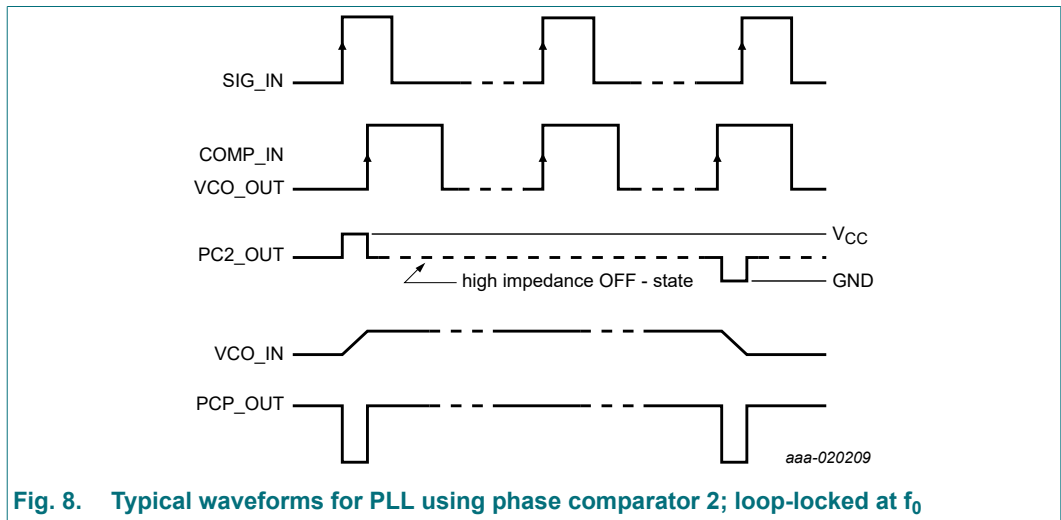 SIG_IN
COMP_IN
VCO_OUT
V_CC
PC2_OUT
high impedance OFF - state
GND
VCO_IN
PCP_OUT
aaa-020209
Fig. 8. Typical waveforms for PLL using phase comparator 2; loop-locked at f₀